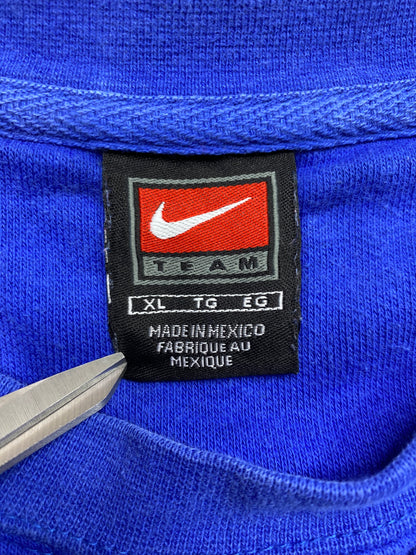 TEAM
XL TG EG
MADE IN MEXICO
FABRIQUE AU
MEXIQUE